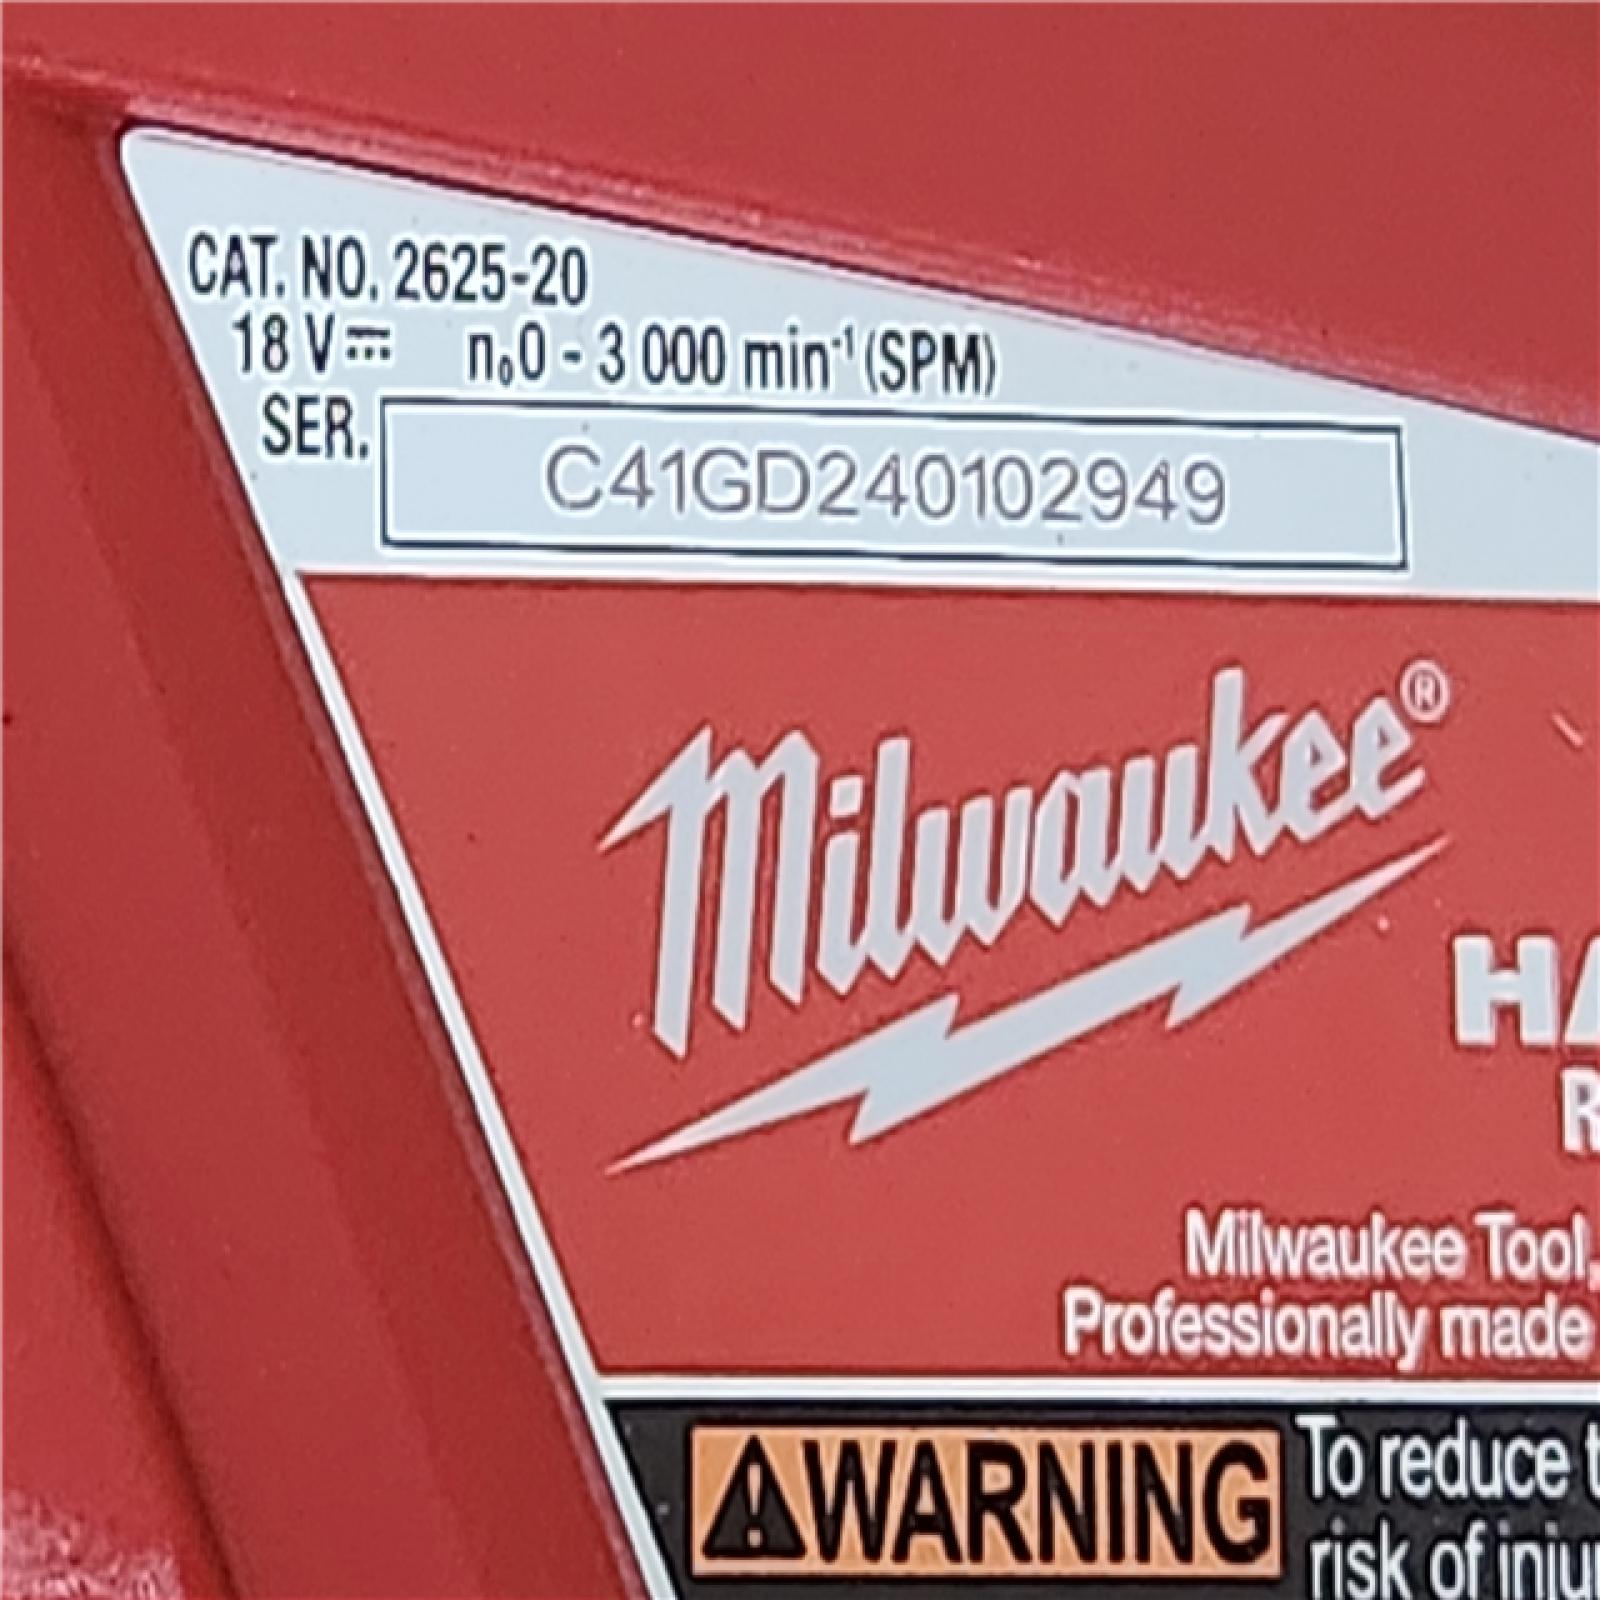 CAT. NO. 2625-20
18 V⎓ n₀0 - 3 000 min⁻¹ (SPM)
SER. C41GD240102949
Milwaukee®
HA
R
Milwaukee Tool,
Professionally made
⚠WARNING To reduce t
risk of inju